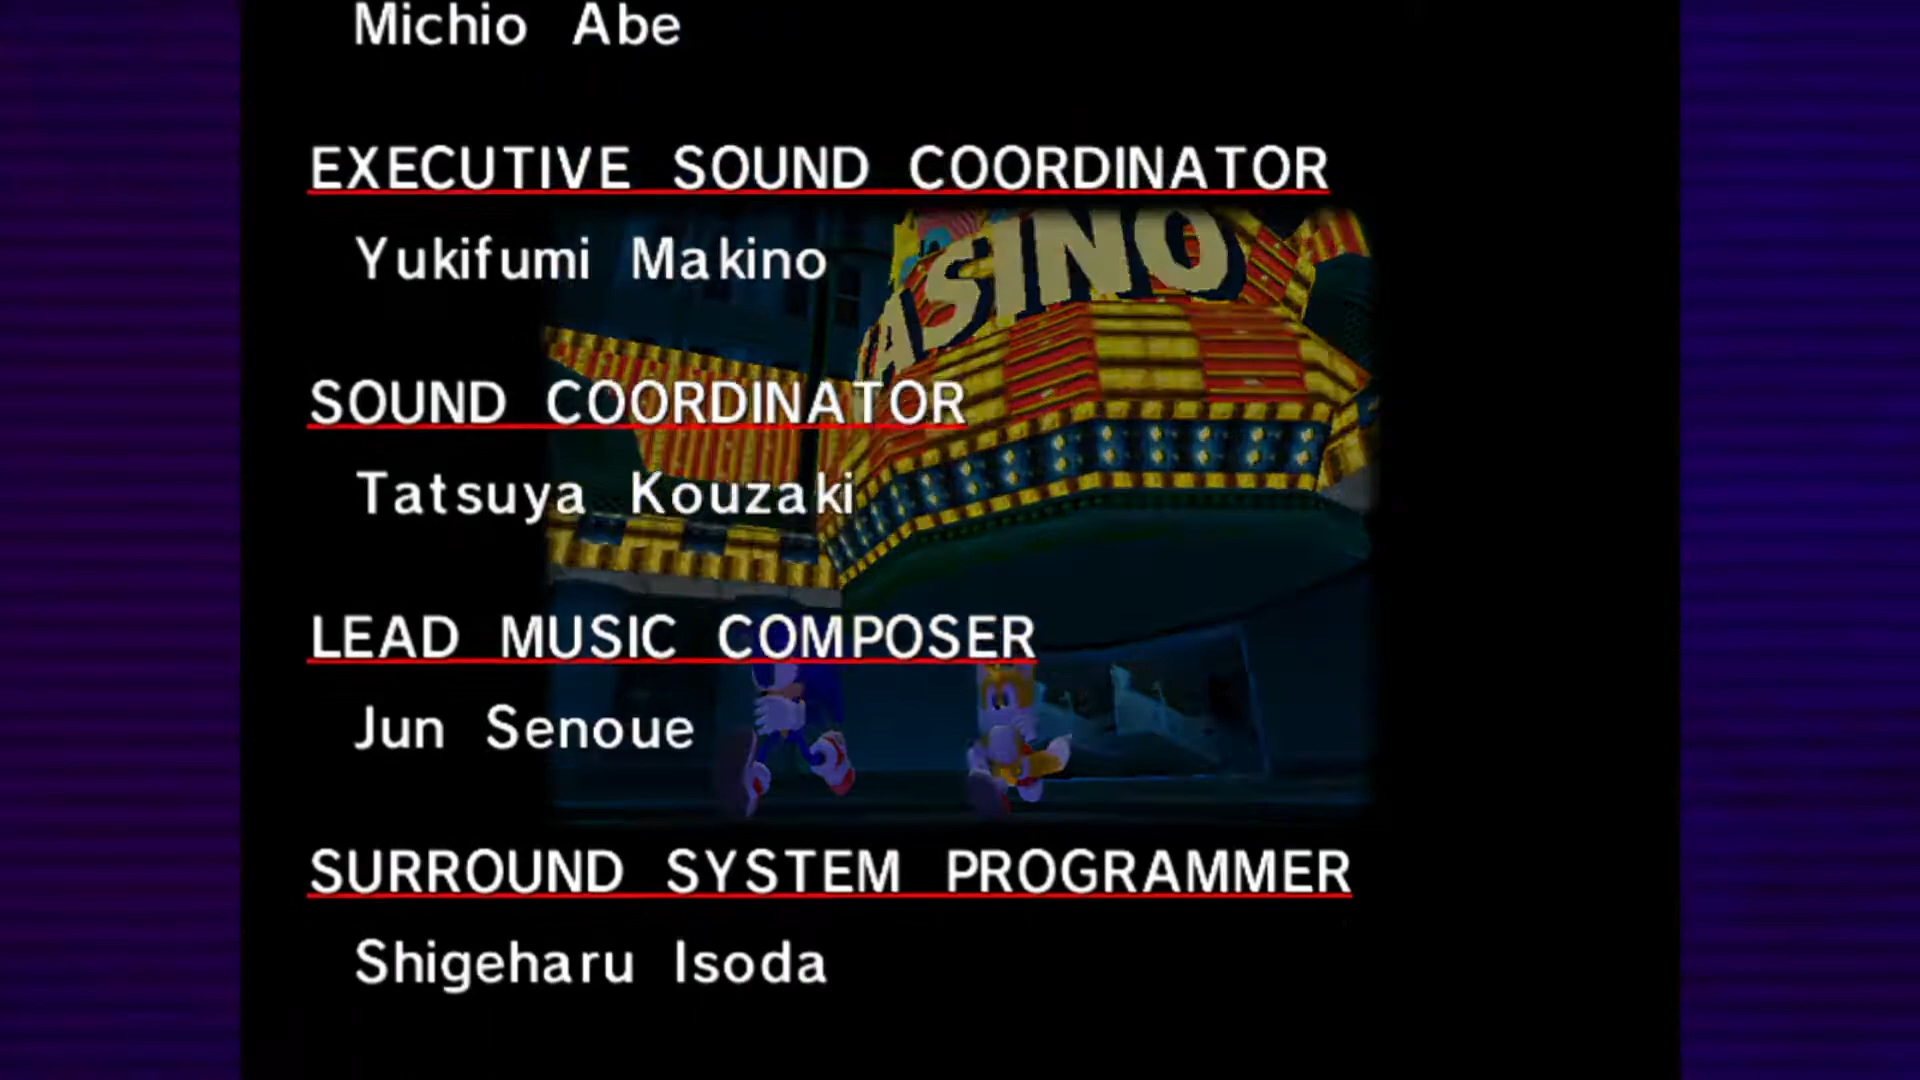 Michio Abe
EXECUTIVE SOUND COORDINATOR
Yukifumi Makino
ASINO
SOUND COORDINATOR
Tatsuya Kouzaki
LEAD MUSIC COMPOSER
Jun Senoue
SURROUND SYSTEM PROGRAMMER
Shigeharu Isoda